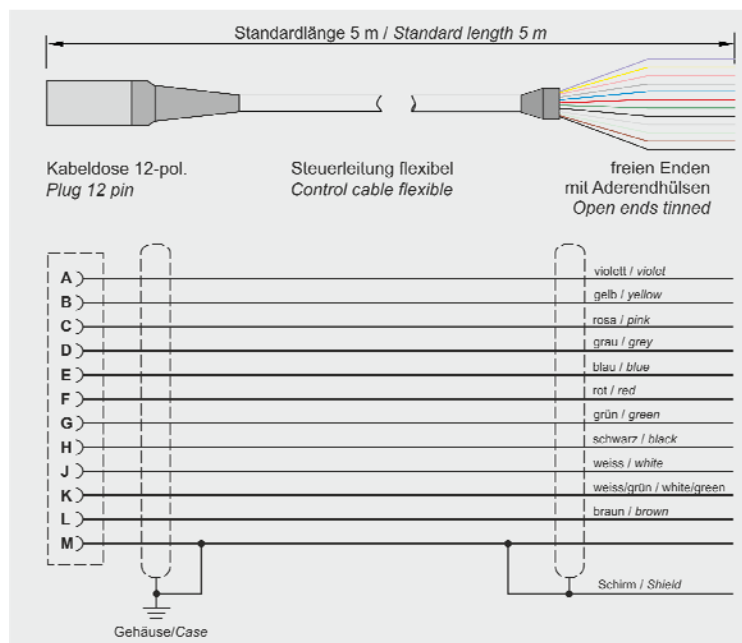 Standardlänge 5 m / Standard length 5 m
Kabeldose 12-pol.
Plug 12 pin
Steuerleitung flexibel
Control cable flexible
freien Enden
mit Aderendhülsen
Open ends tinned
A violett / violet
B gelb / yellow
C rosa / pink
D grau / grey
E blau / blue
F rot / red
G grün / green
H schwarz / black
J weiss / white
K weiss/grün / white/green
L braun / brown
M
Schirm / Shield
Gehäuse/Case